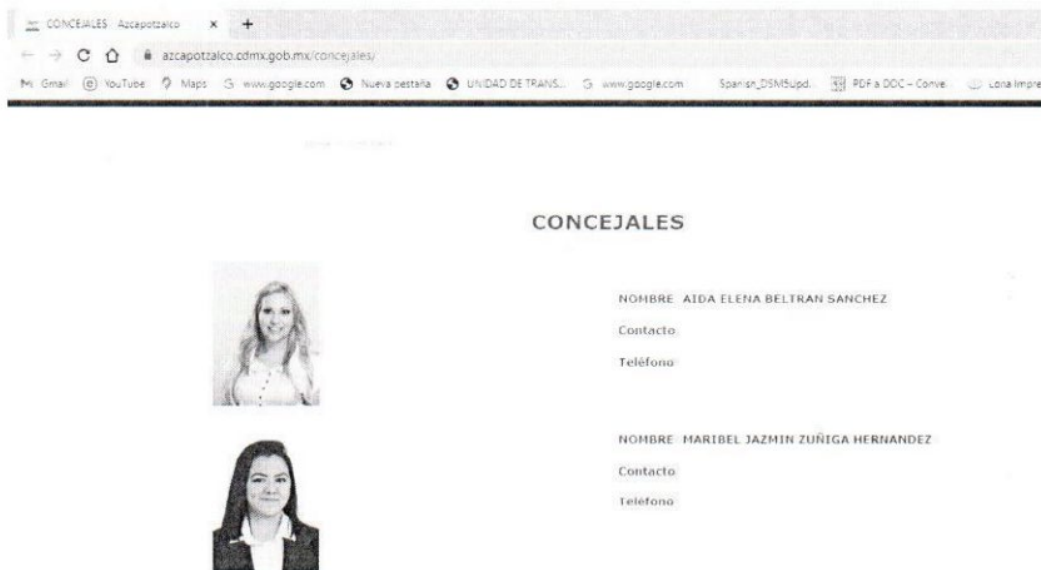 CONCEJALES Azcapotzalco
azcapotzalco.cdmx.gob.mx/concejales/
Gmail YouTube Maps www.google.com Nueva pestaña UNIDAD DE TRANS... www.google.com Spanish_DSM5Upd... PDF a DOC – Conve... Lona Impre
CONCEJALES
NOMBRE AIDA ELENA BELTRAN SANCHEZ
Contacto
Teléfono
NOMBRE MARIBEL JAZMIN ZUÑIGA HERNANDEZ
Contacto
Teléfono